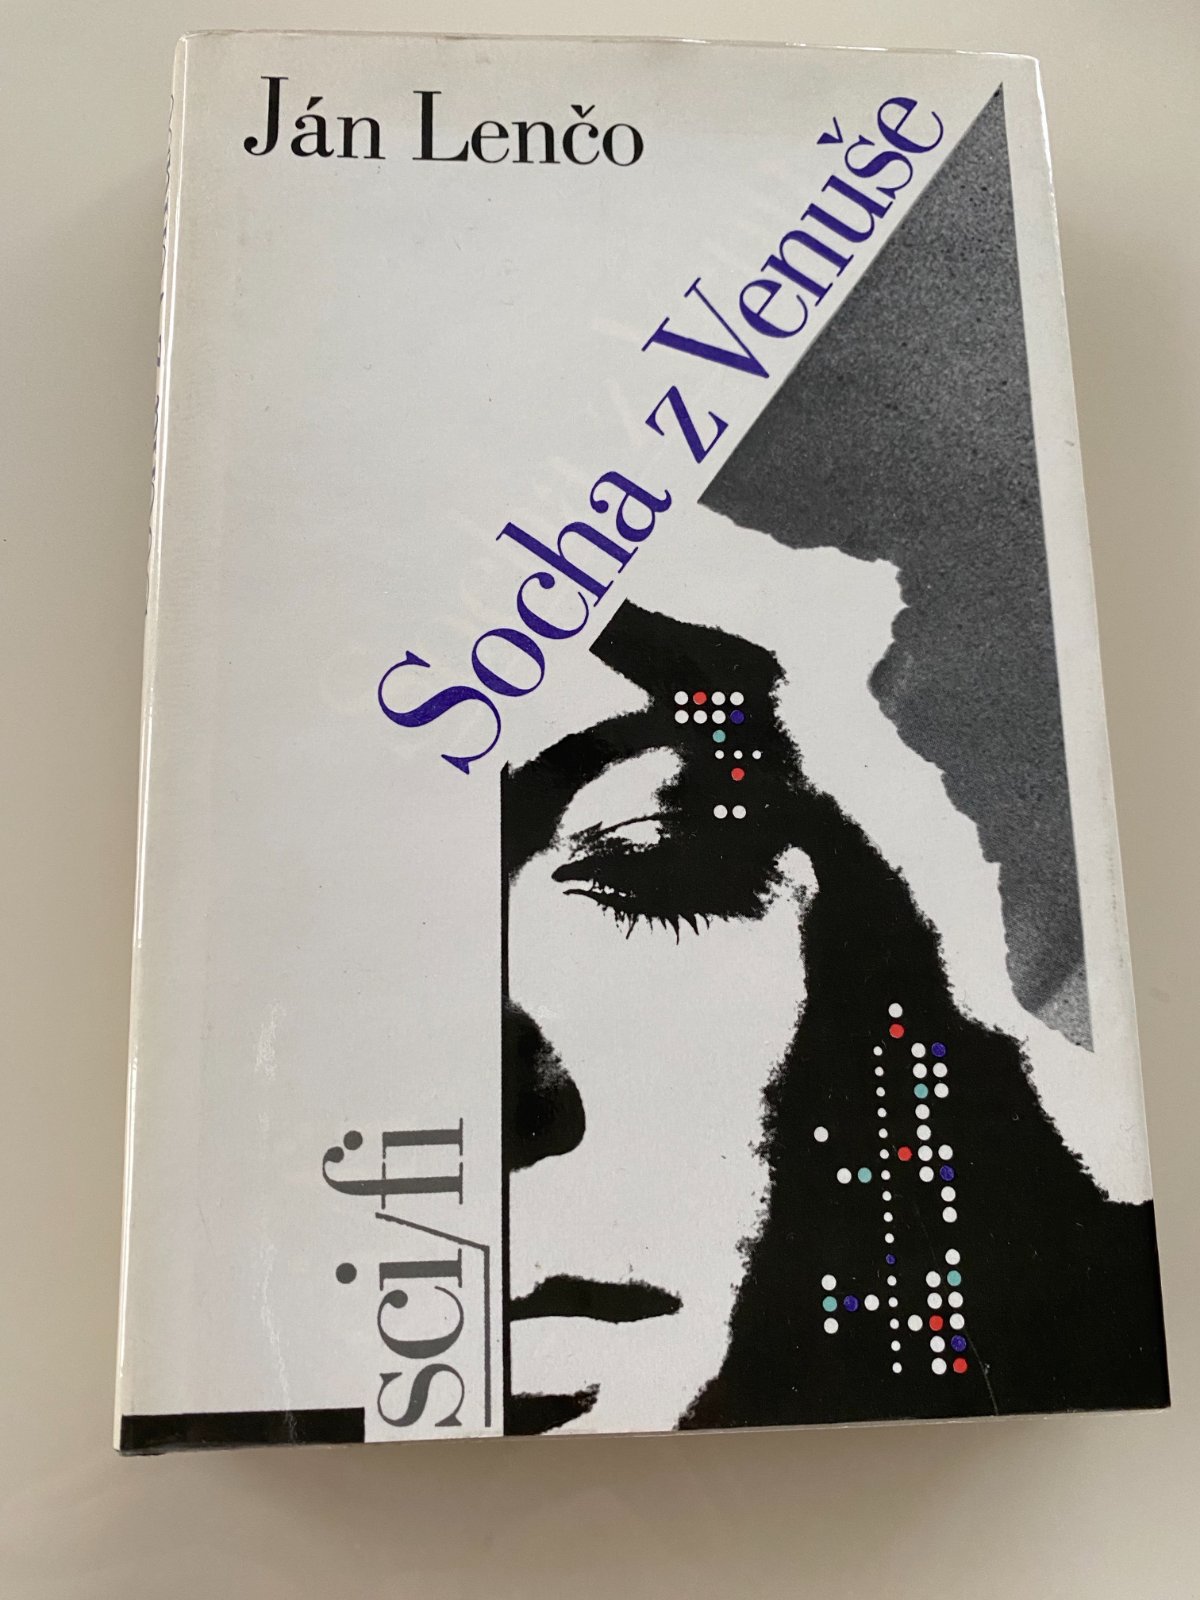 Ján Lenčo
Socha z Venuše
sci/fi